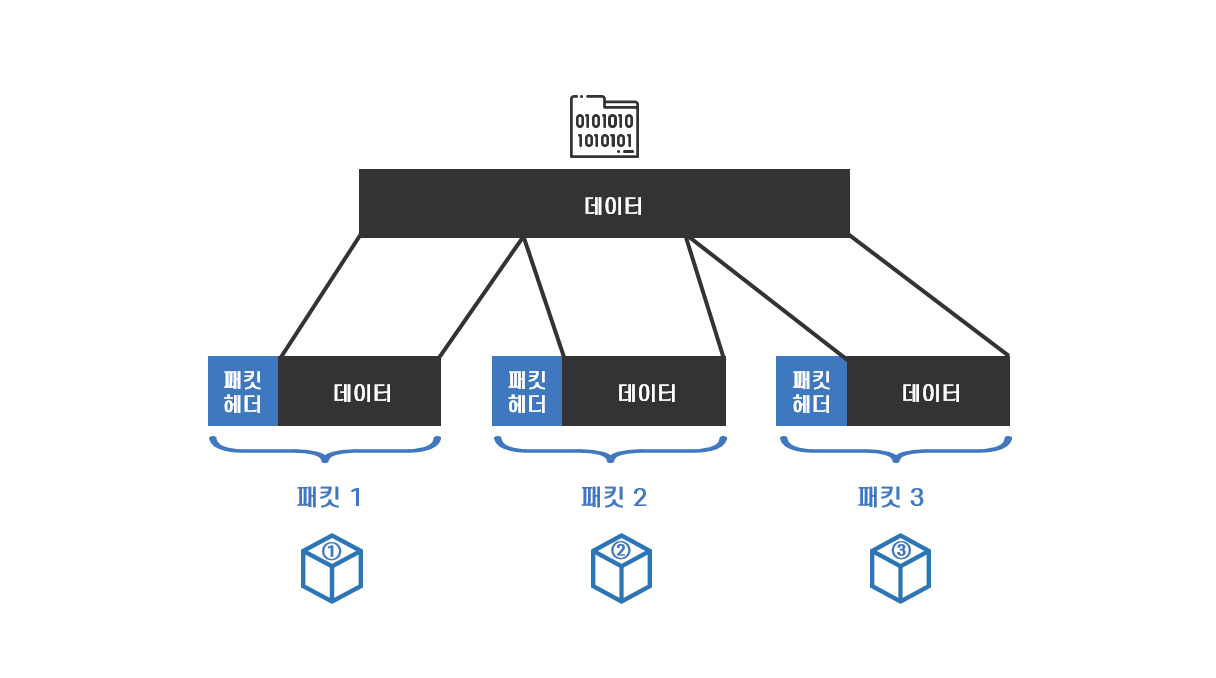 0101010
1010101
데이터
패킷
헤더
데이터
패킷
헤더
데이터
패킷
헤더
데이터
패킷 1
패킷 2
패킷 3
①
②
③